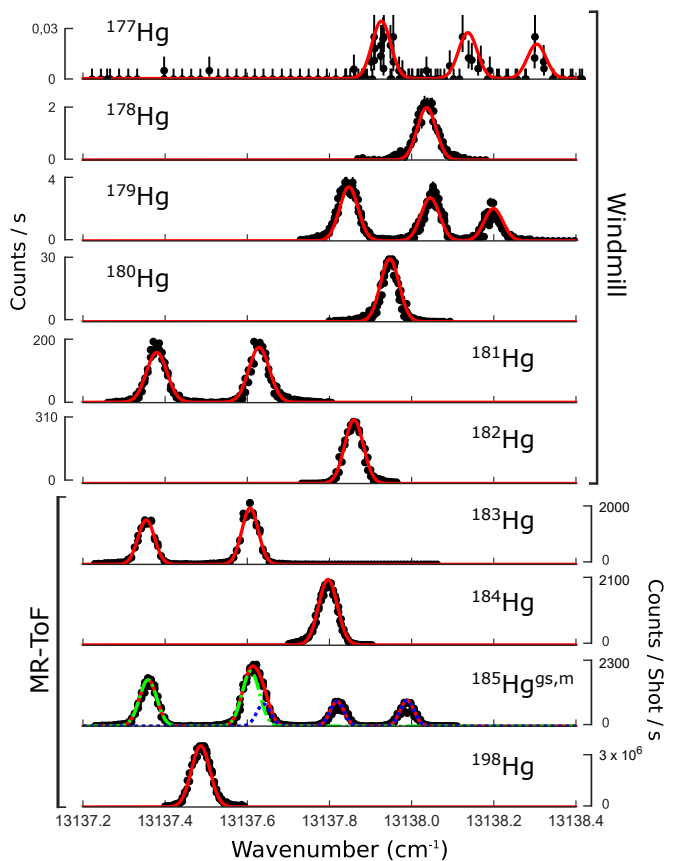 0,03
0
¹⁷⁷Hg
2
0
¹⁷⁸Hg
4
0
¹⁷⁹Hg
30
0
¹⁸⁰Hg
200
0
¹⁸¹Hg
310
0
¹⁸²Hg
Counts / s
Windmill
¹⁸³Hg
2000
0
¹⁸⁴Hg
2100
0
¹⁸⁵Hgᵍˢ,ᵐ
2300
0
¹⁹⁸Hg
3 x 10⁶
0
MR-ToF
Counts / Shot / s
13137.2 13137.4 13137.6 13137.8 13138.0 13138.2 13138.4
Wavenumber (cm⁻¹)